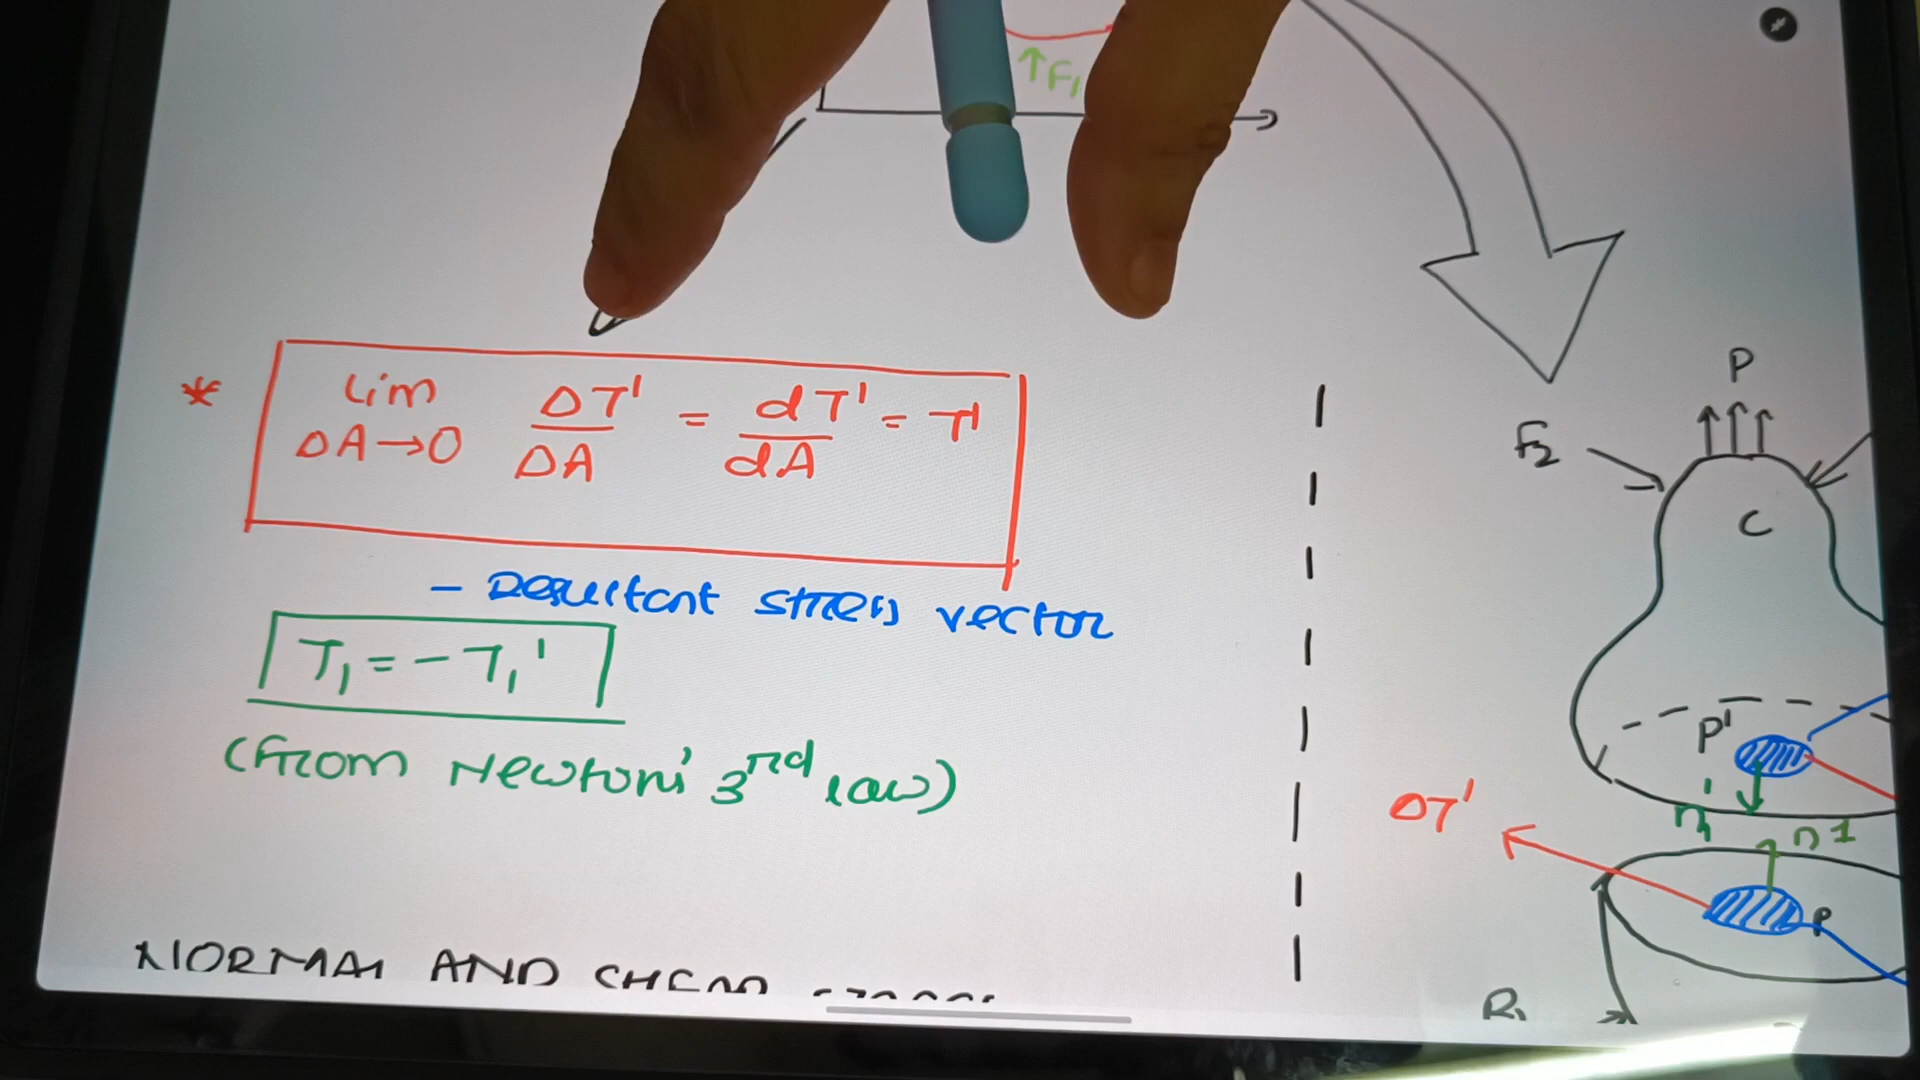 ↑F₁
* lim ΔA→0 ΔT'/ΔA = dT'/dA = T'
- Resultant stress vector
T₁ = -T₁'
(From Newton's 3rd law)
NORMAL AND SHEAR STRESS
P
F₂
C
P'
n₁'
ΔT'
n1
P
R₁